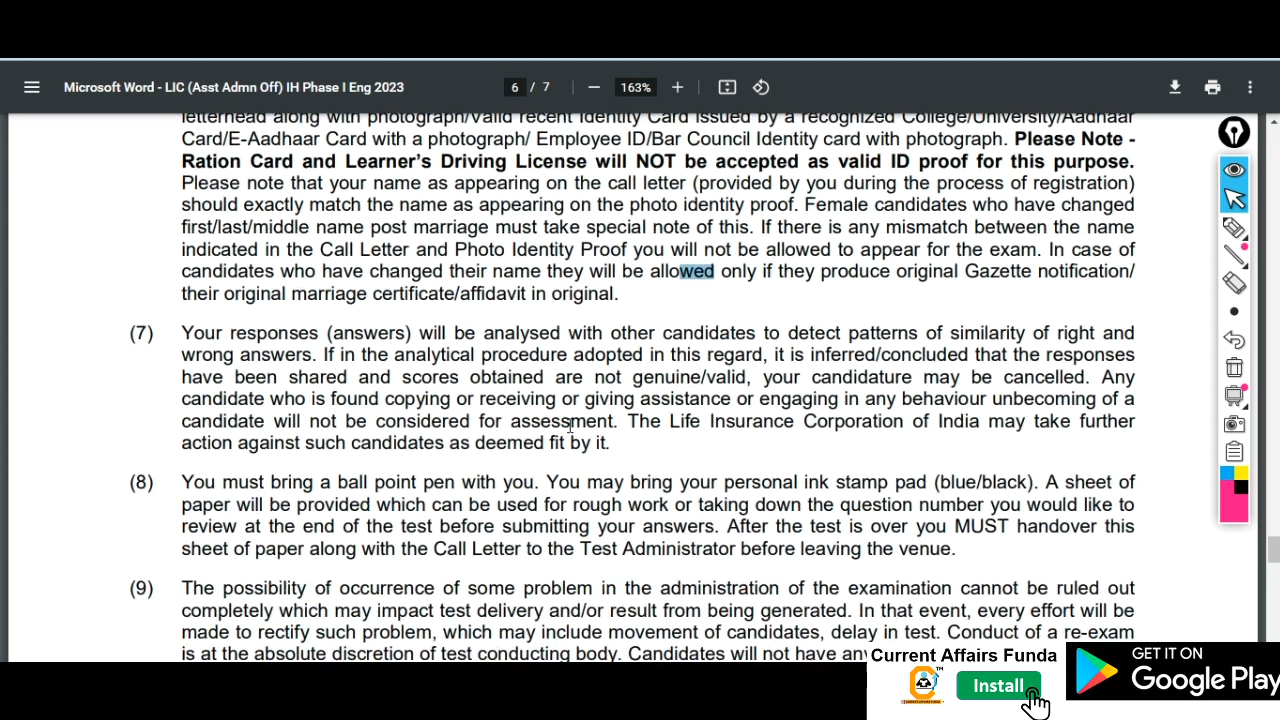 Microsoft Word - LIC (Asst Admn Off) IH Phase I Eng 2023
6 / 7
163%
letterhead along with photograph/Valid recent Identity Card issued by a recognized College/University/Aadhaar
Card/E-Aadhaar Card with a photograph/ Employee ID/Bar Council Identity card with photograph. Please Note -
Ration Card and Learner's Driving License will NOT be accepted as valid ID proof for this purpose.
Please note that your name as appearing on the call letter (provided by you during the process of registration)
should exactly match the name as appearing on the photo identity proof. Female candidates who have changed
first/last/middle name post marriage must take special note of this. If there is any mismatch between the name
indicated in the Call Letter and Photo Identity Proof you will not be allowed to appear for the exam. In case of
candidates who have changed their name they will be allowed only if they produce original Gazette notification/
their original marriage certificate/affidavit in original.
(7) Your responses (answers) will be analysed with other candidates to detect patterns of similarity of right and
wrong answers. If in the analytical procedure adopted in this regard, it is inferred/concluded that the responses
have been shared and scores obtained are not genuine/valid, your candidature may be cancelled. Any
candidate who is found copying or receiving or giving assistance or engaging in any behaviour unbecoming of a
candidate will not be considered for assessment. The Life Insurance Corporation of India may take further
action against such candidates as deemed fit by it.
(8) You must bring a ball point pen with you. You may bring your personal ink stamp pad (blue/black). A sheet of
paper will be provided which can be used for rough work or taking down the question number you would like to
review at the end of the test before submitting your answers. After the test is over you MUST handover this
sheet of paper along with the Call Letter to the Test Administrator before leaving the venue.
(9) The possibility of occurrence of some problem in the administration of the examination cannot be ruled out
completely which may impact test delivery and/or result from being generated. In that event, every effort will be
made to rectify such problem, which may include movement of candidates, delay in test. Conduct of a re-exam
is at the absolute discretion of test conducting body. Candidates will not have any
Current Affairs Funda
Install
GET IT ON
Google Play